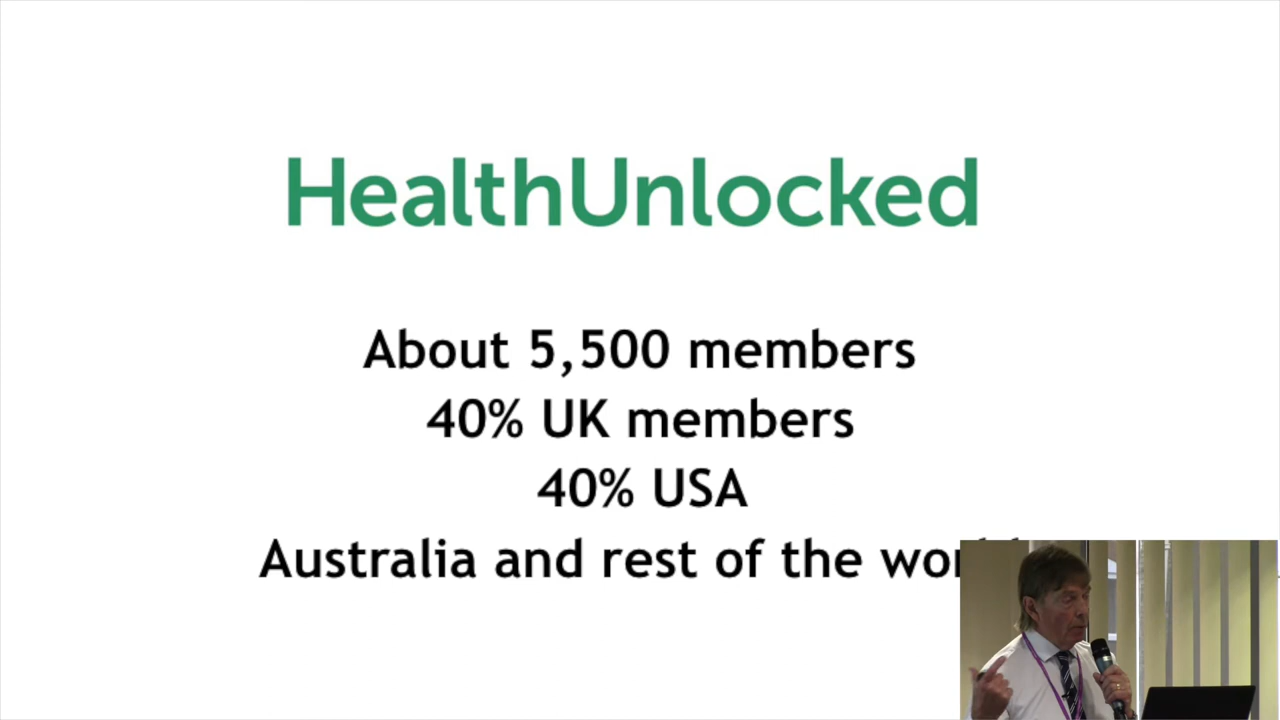 HealthUnlocked
About 5,500 members
40% UK members
40% USA
Australia and rest of the